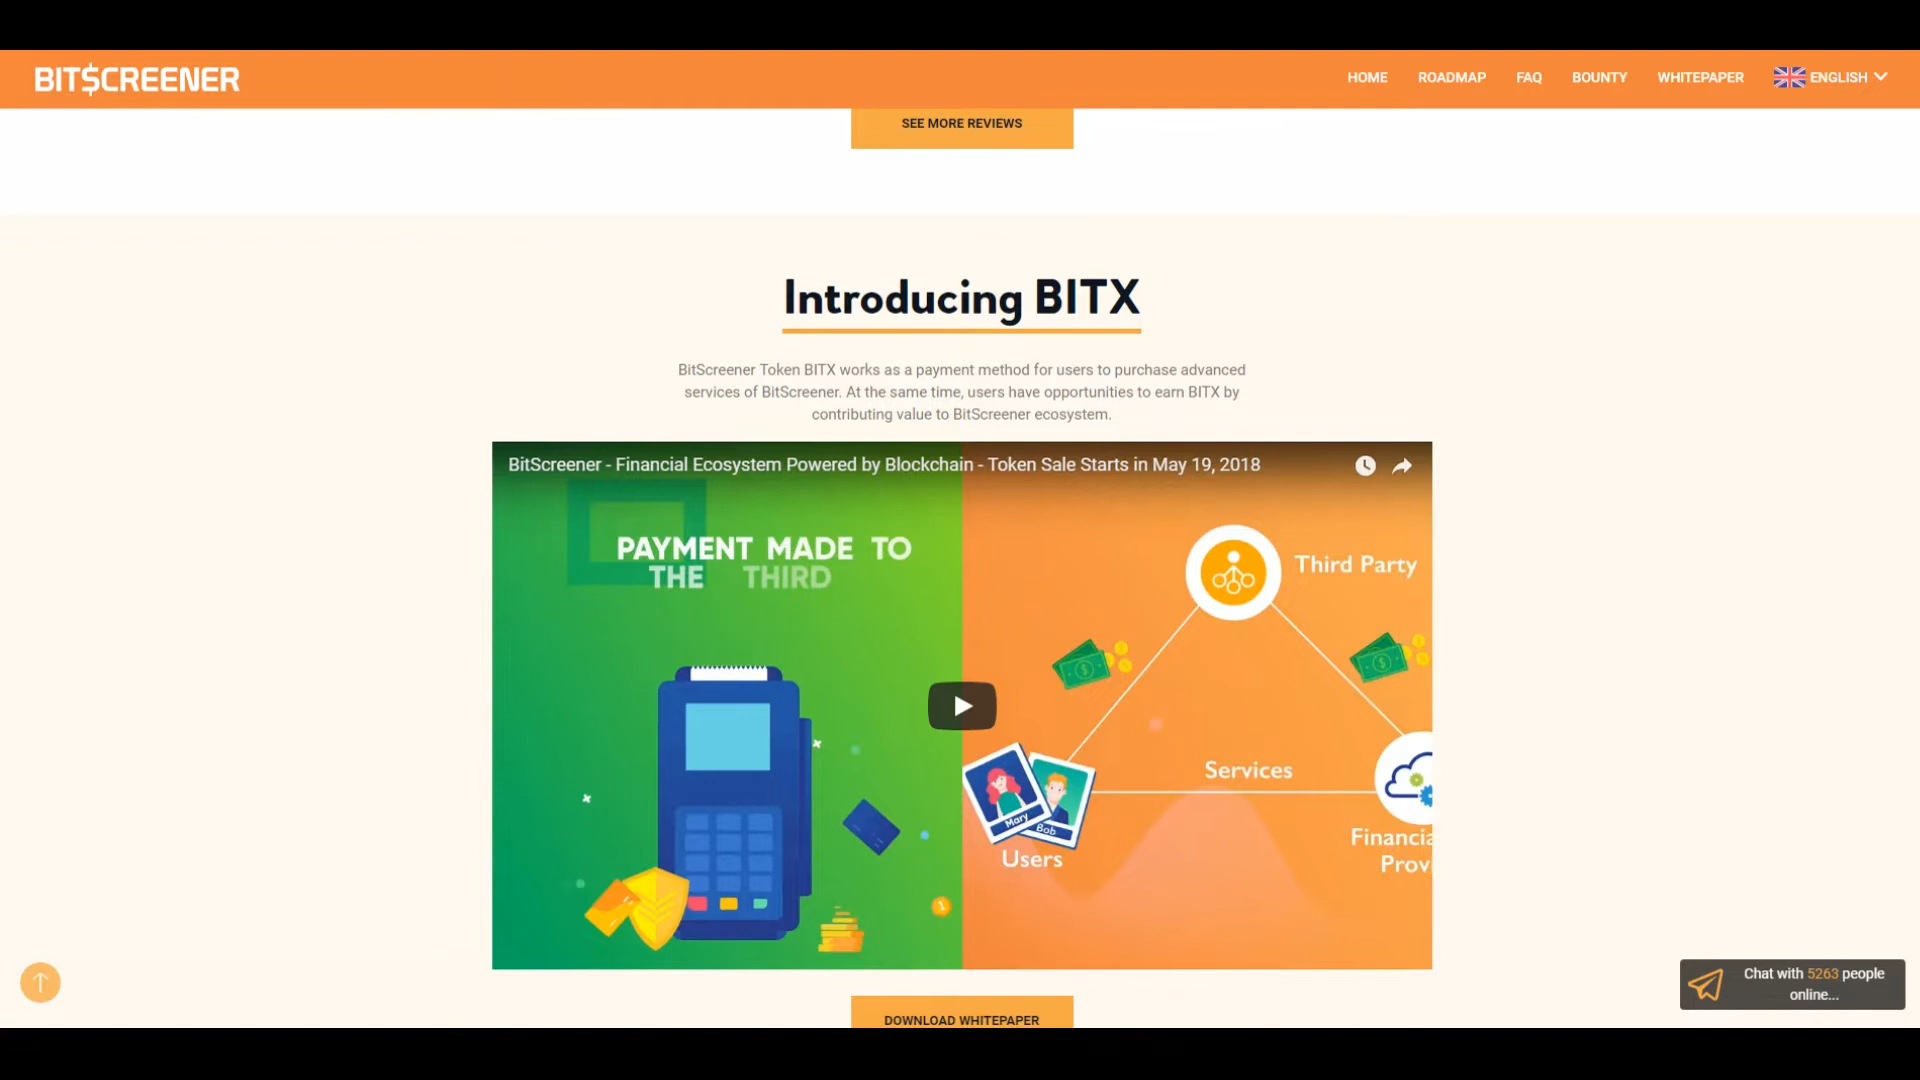 BIT$CREENER
HOME
ROADMAP
FAQ
BOUNTY
WHITEPAPER
ENGLISH
SEE MORE REVIEWS
Introducing BITX
BitScreener Token BITX works as a payment method for users to purchase advanced
services of BitScreener. At the same time, users have opportunities to earn BITX by
contributing value to BitScreener ecosystem.
BitScreener - Financial Ecosystem Powered by Blockchain - Token Sale Starts in May 19, 2018
PAYMENT MADE TO
THE THIRD
Third Party
Services
Mary
Bob
Users
Financia
Prov
Chat with 5263 people
online...
DOWNLOAD WHITEPAPER